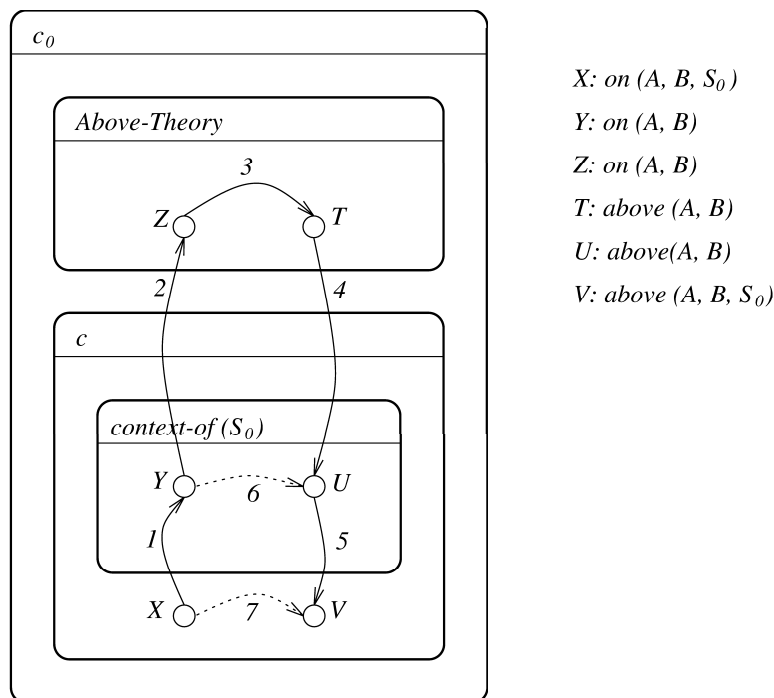 c₀
Above-Theory
3
Z
T
2
4
c
context-of (S₀)
Y
U
6
1
5
X
V
7
X: on (A, B, S₀)
Y: on (A, B)
Z: on (A, B)
T: above (A, B)
U: above(A, B)
V: above (A, B, S₀)